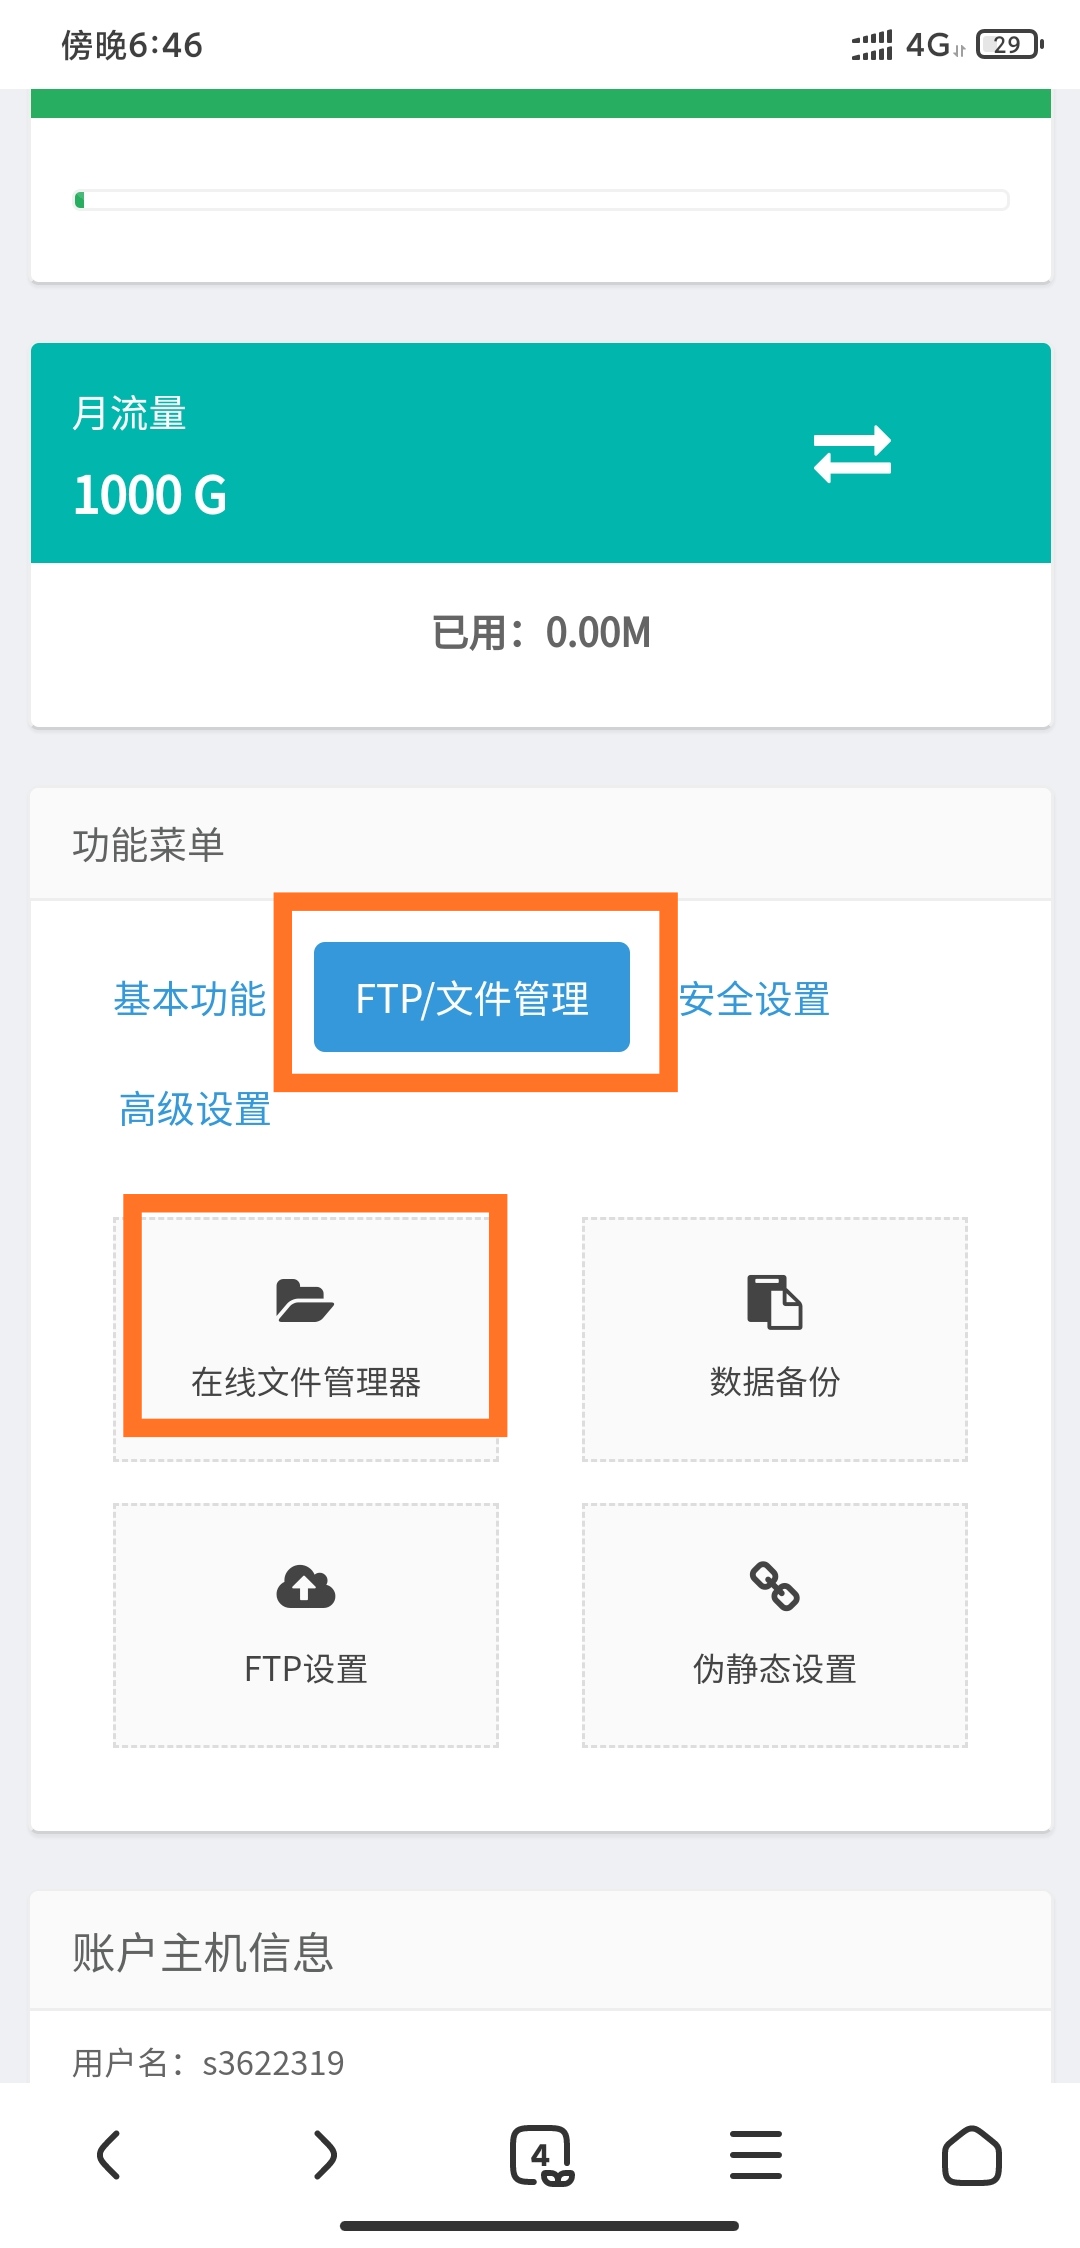 傍晚6:46
4G
29
月流量
1000 G
已用：0.00M
功能菜单
基本功能
FTP/文件管理
安全设置
高级设置
在线文件管理器
数据备份
FTP设置
伪静态设置
账户主机信息
用户名：s3622319
4